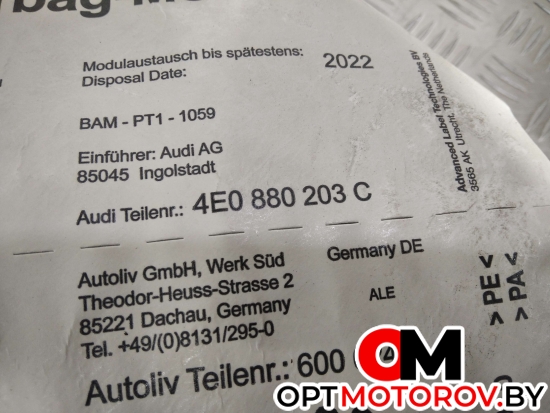 Modulaustausch bis spätestens: 2022
Disposal Date:
BAM - PT1 - 1059
Einführer: Audi AG
85045 Ingolstadt
Audi Teilenr.: 4E0 880 203 C
Advanced Label Technologies BV
3565 AK Utrecht, The Netherlands
Autoliv GmbH, Werk Süd
Theodor-Heuss-Strasse 2
85221 Dachau, Germany
Tel. +49/(0)8131/295-0
Germany DE
ALE
> PE <
> PA <
Autoliv Teilenr.: 600
OM
OPTMOTOROV.BY